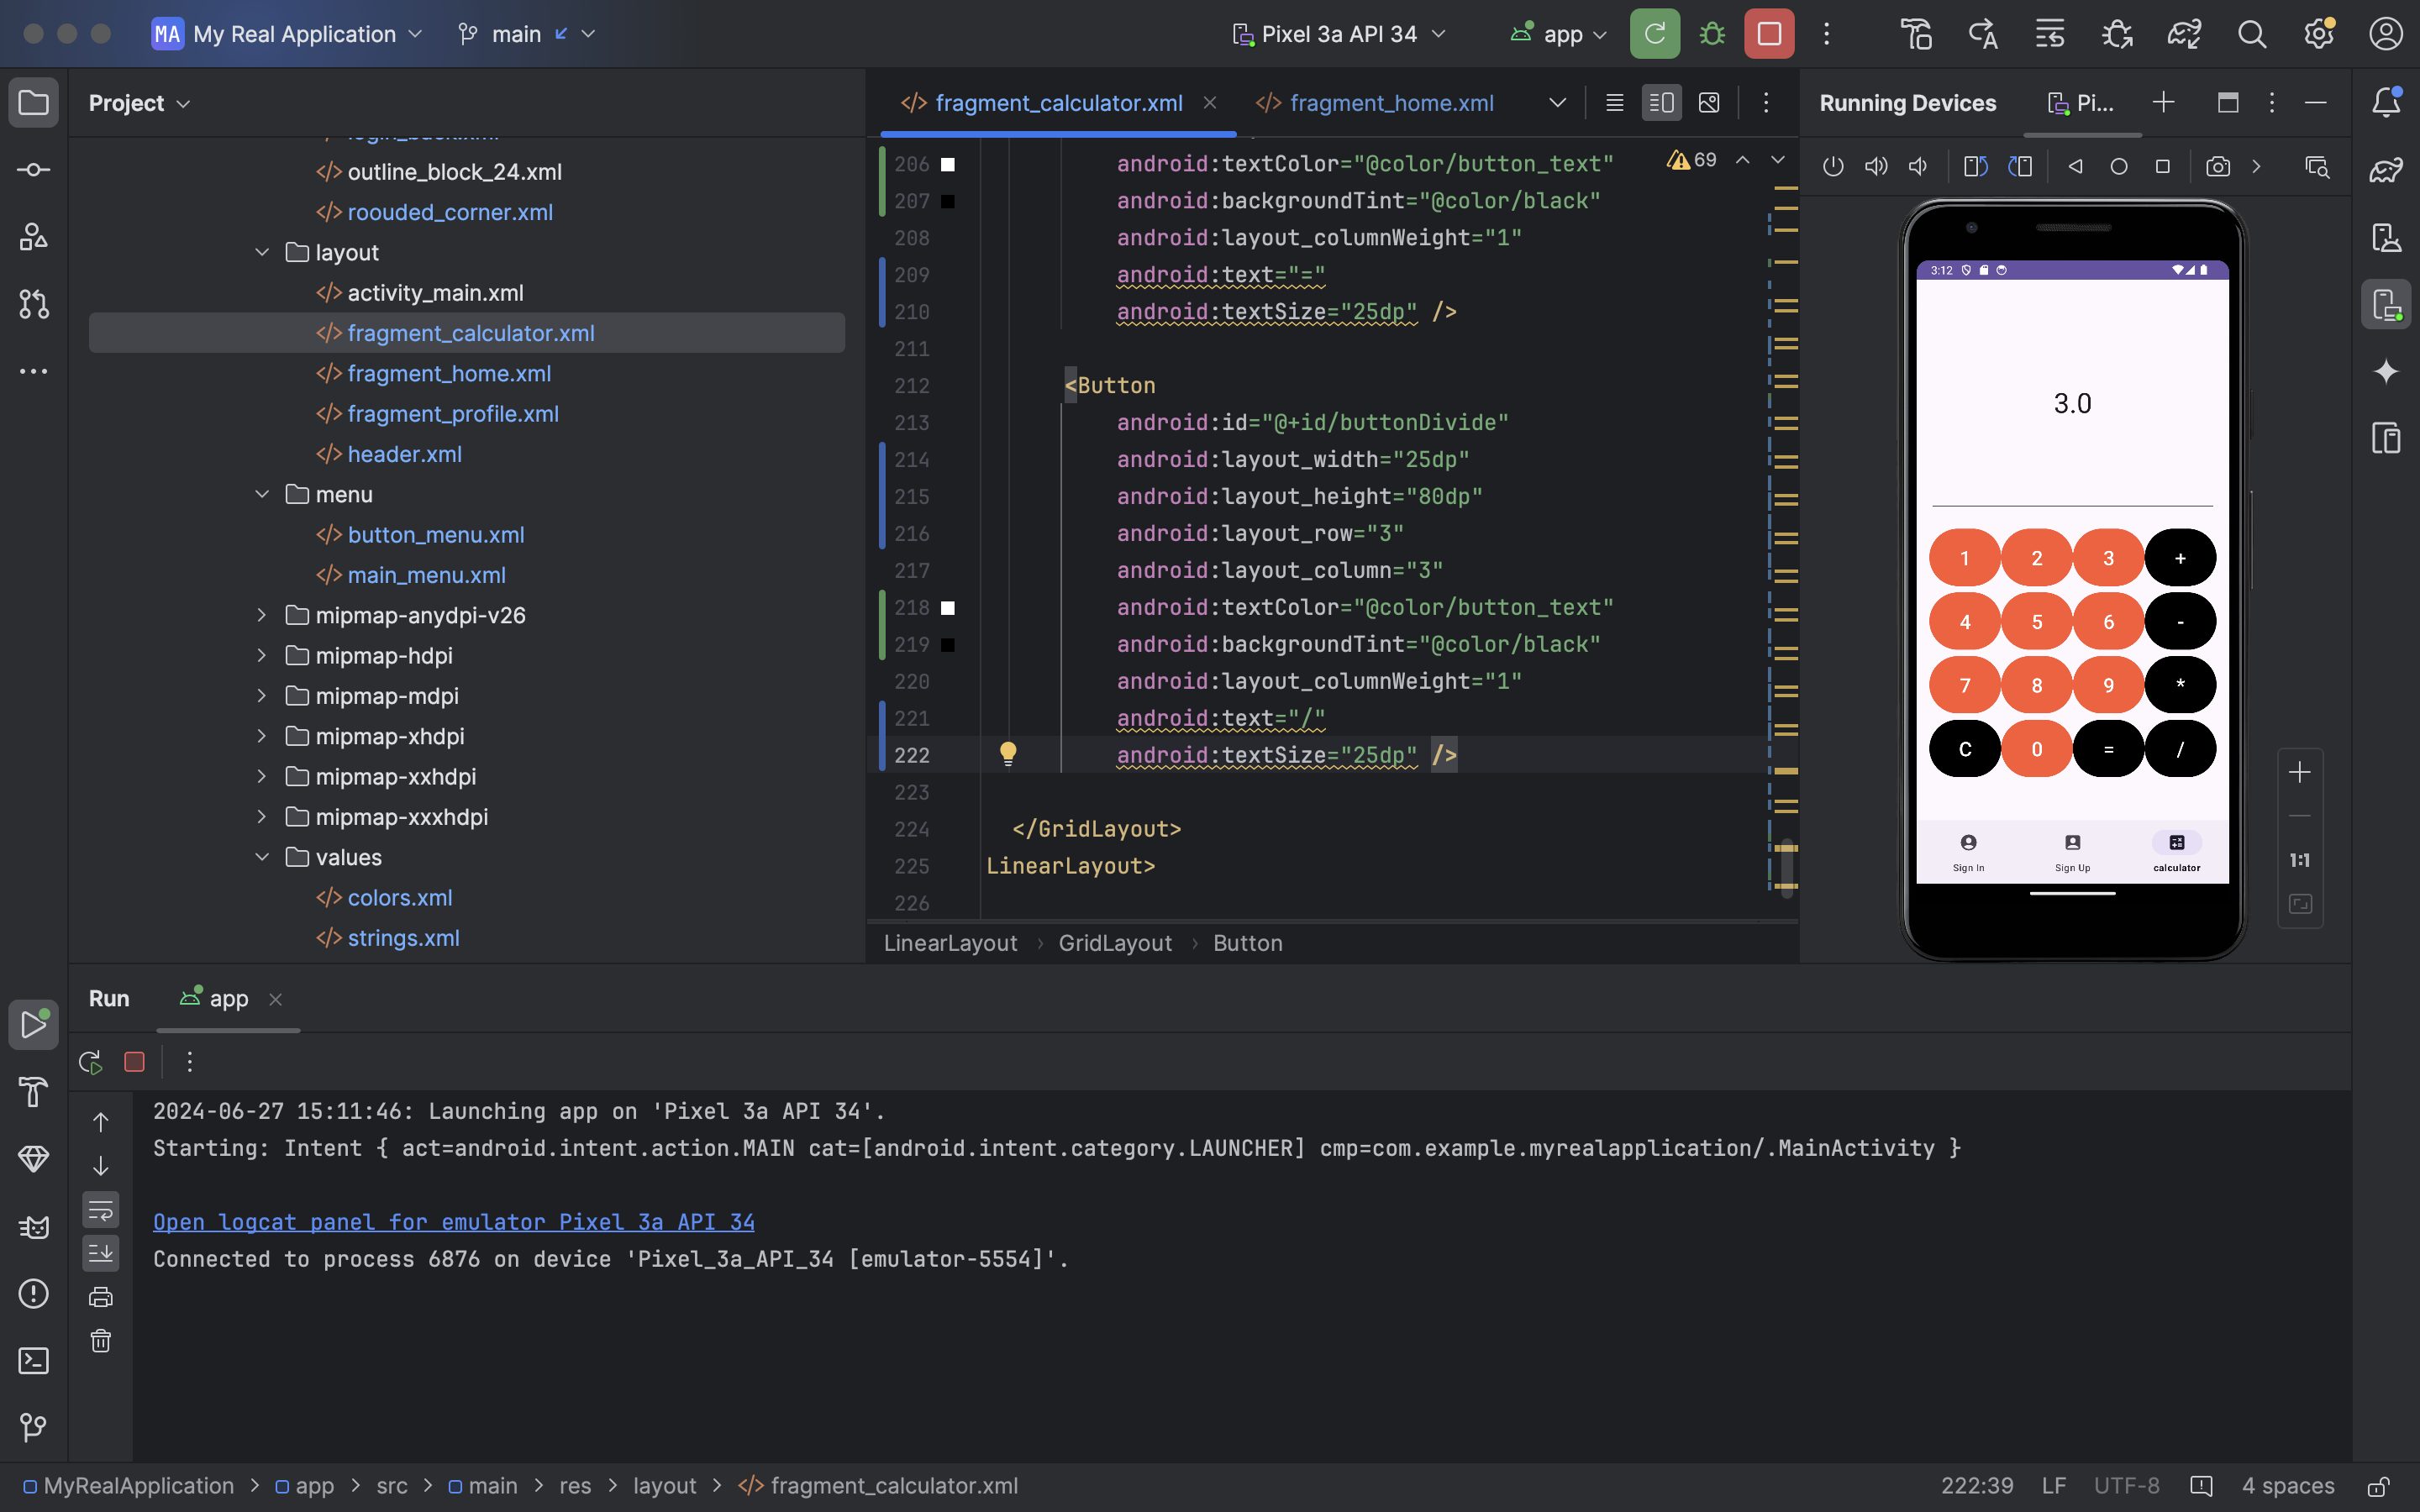 MA My Real Application main
Pixel 3a API 34 app
Project
outline_block_24.xml
roouded_corner.xml
layout
activity_main.xml
fragment_calculator.xml
fragment_home.xml
fragment_profile.xml
header.xml
menu
button_menu.xml
main_menu.xml
mipmap-anydpi-v26
mipmap-hdpi
mipmap-mdpi
mipmap-xhdpi
mipmap-xxhdpi
mipmap-xxxhdpi
values
colors.xml
strings.xml
fragment_calculator.xml fragment_home.xml
69
206 android:textColor="@color/button_text"
207 android:backgroundTint="@color/black"
208 android:layout_columnWeight="1"
209 android:text="="
210 android:textSize="25dp" />
211
212 <Button
213 android:id="@+id/buttonDivide"
214 android:layout_width="25dp"
215 android:layout_height="80dp"
216 android:layout_row="3"
217 android:layout_column="3"
218 android:textColor="@color/button_text"
219 android:backgroundTint="@color/black"
220 android:layout_columnWeight="1"
221 android:text="/"
222 android:textSize="25dp" />
223
224 </GridLayout>
225 LinearLayout>
226
LinearLayout › GridLayout › Button
Running Devices Pi...
3:12
3.0
1 2 3 +
4 5 6 -
7 8 9 *
C 0 = /
Sign In Sign Up calculator
1:1
Run app
2024-06-27 15:11:46: Launching app on 'Pixel 3a API 34'.
Starting: Intent { act=android.intent.action.MAIN cat=[android.intent.category.LAUNCHER] cmp=com.example.myrealapplication/.MainActivity }
Open logcat panel for emulator Pixel 3a API 34
Connected to process 6876 on device 'Pixel_3a_API_34 [emulator-5554]'.
MyRealApplication > app > src > main > res > layout > fragment_calculator.xml
222:39 LF UTF-8 4 spaces